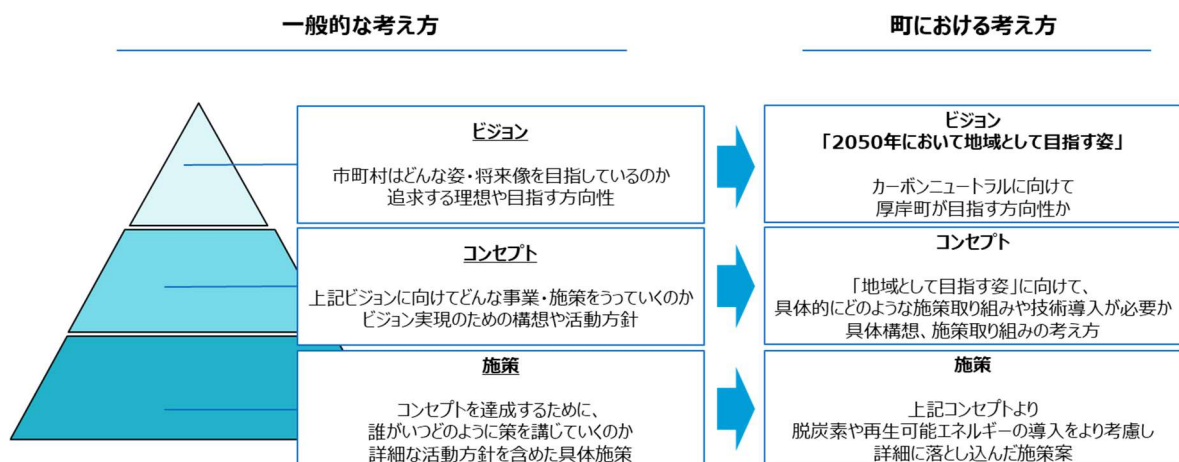 一般的な考え方
町における考え方
ビジョン
市町村はどんな姿・将来像を目指しているのか
追求する理想や目指す方向性
ビジョン
「2050年において地域として目指す姿」
カーボンニュートラルに向けて
厚岸町が目指す方向性か
コンセプト
上記ビジョンに向けてどんな事業・施策をうっていくのか
ビジョン実現のための構想や活動方針
コンセプト
「地域として目指す姿」に向けて、
具体的にどのような施策取り組みや技術導入が必要か
具体構想、施策取り組みの考え方
施策
コンセプトを達成するために、
誰がいつどのように策を講じていくのか
詳細な活動方針を含めた具体施策
施策
上記コンセプトより
脱炭素や再生可能エネルギーの導入をより考慮し
詳細に落とし込んだ施策案